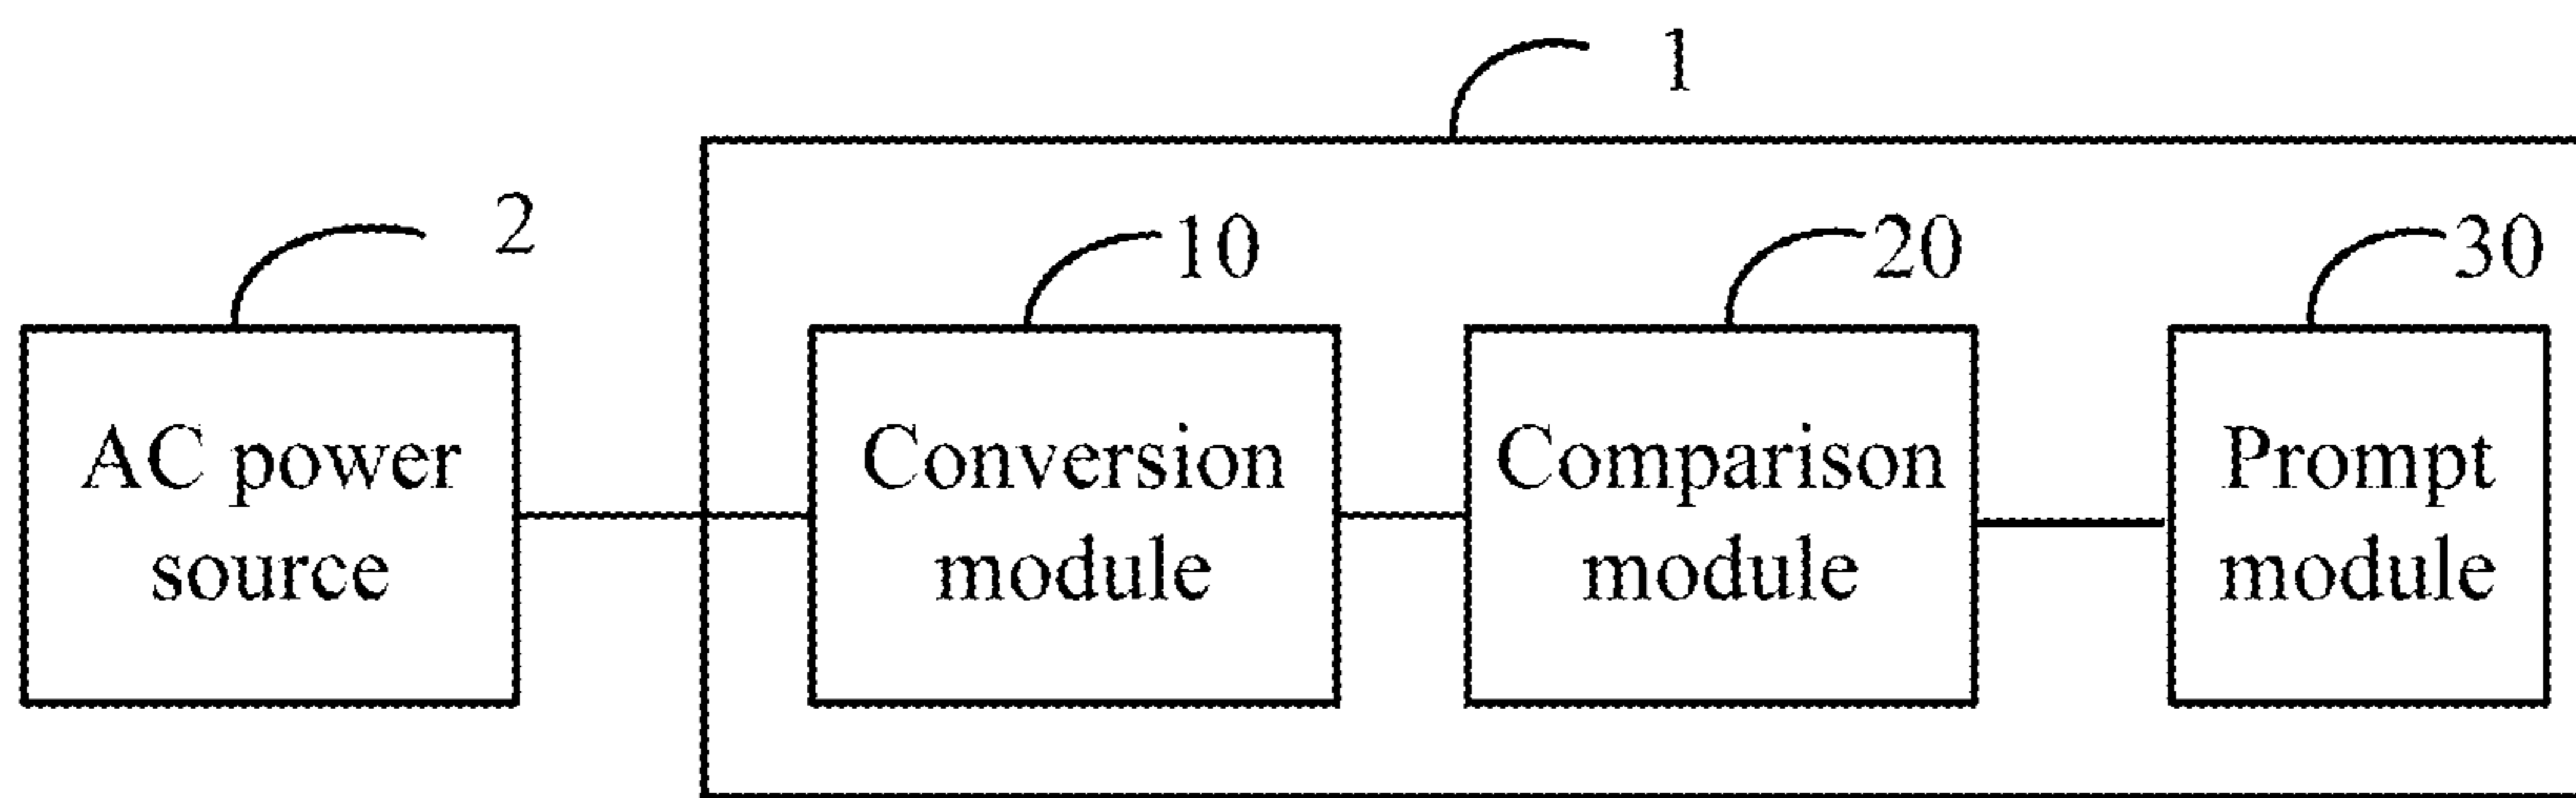 1
2
10
20
30
AC power
source
Conversion
module
Comparison
module
Prompt
module